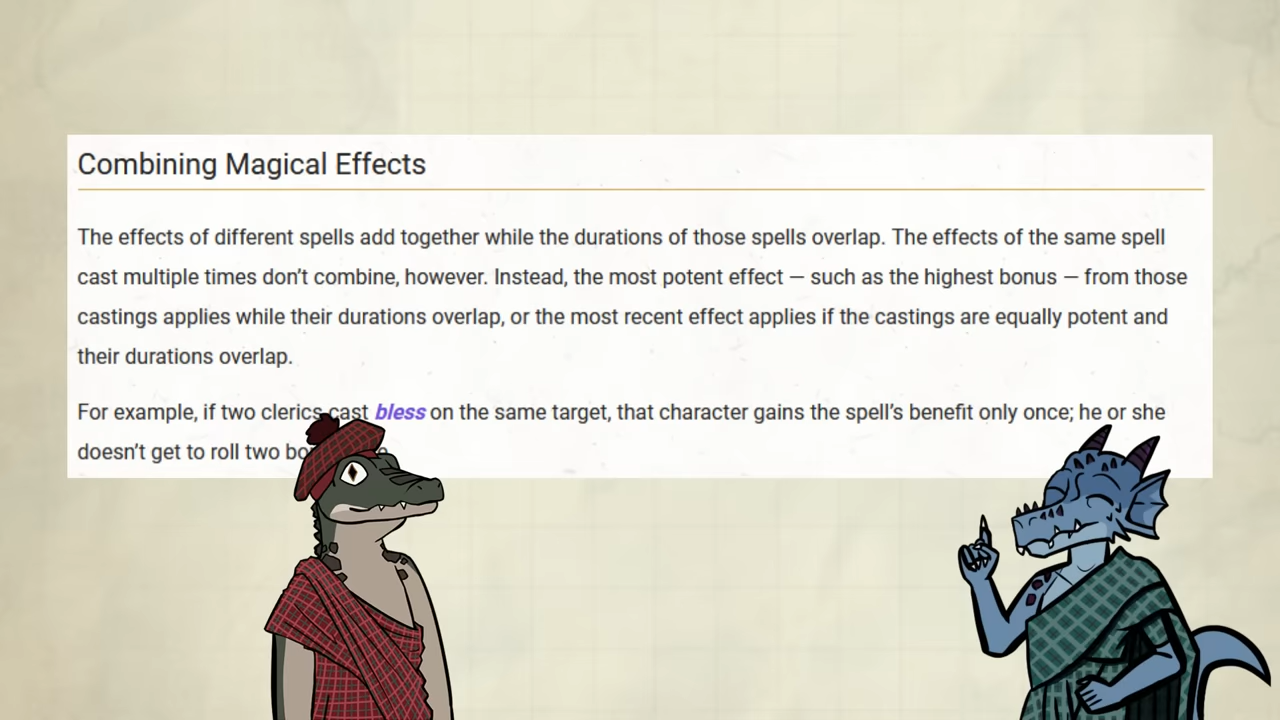 Combining Magical Effects
The effects of different spells add together while the durations of those spells overlap. The effects of the same spell
cast multiple times don’t combine, however. Instead, the most potent effect — such as the highest bonus — from those
castings applies while their durations overlap, or the most recent effect applies if the castings are equally potent and
their durations overlap.
For example, if two clerics cast bless on the same target, that character gains the spell’s benefit only once; he or she
doesn’t get to roll two